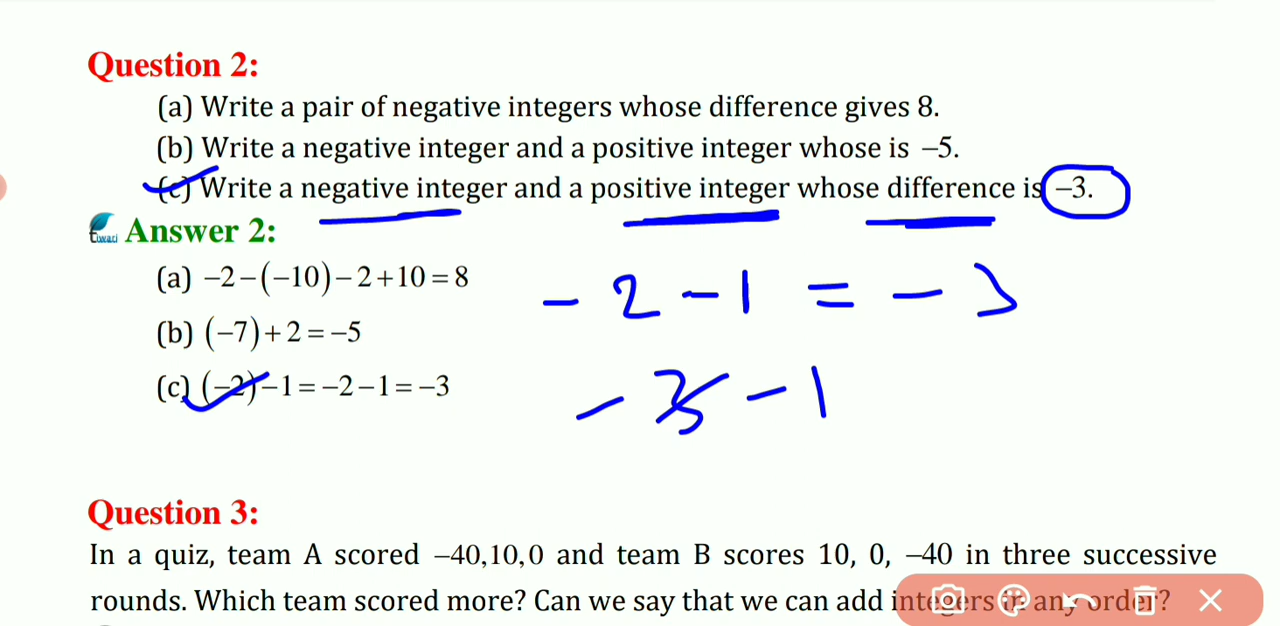 Question 2:
(a) Write a pair of negative integers whose difference gives 8.
(b) Write a negative integer and a positive integer whose is –5.
(c) Write a negative integer and a positive integer whose difference is –3.
Answer 2:
(a) –2–(–10)–2+10=8
(b) (–7)+2=–5
(c) (–2)–1=–2–1=–3
- 2 - 1 = - 3
- 1
Question 3:
In a quiz, team A scored –40,10,0 and team B scores 10, 0, –40 in three successive
rounds. Which team scored more? Can we say that we can add integers in any order?